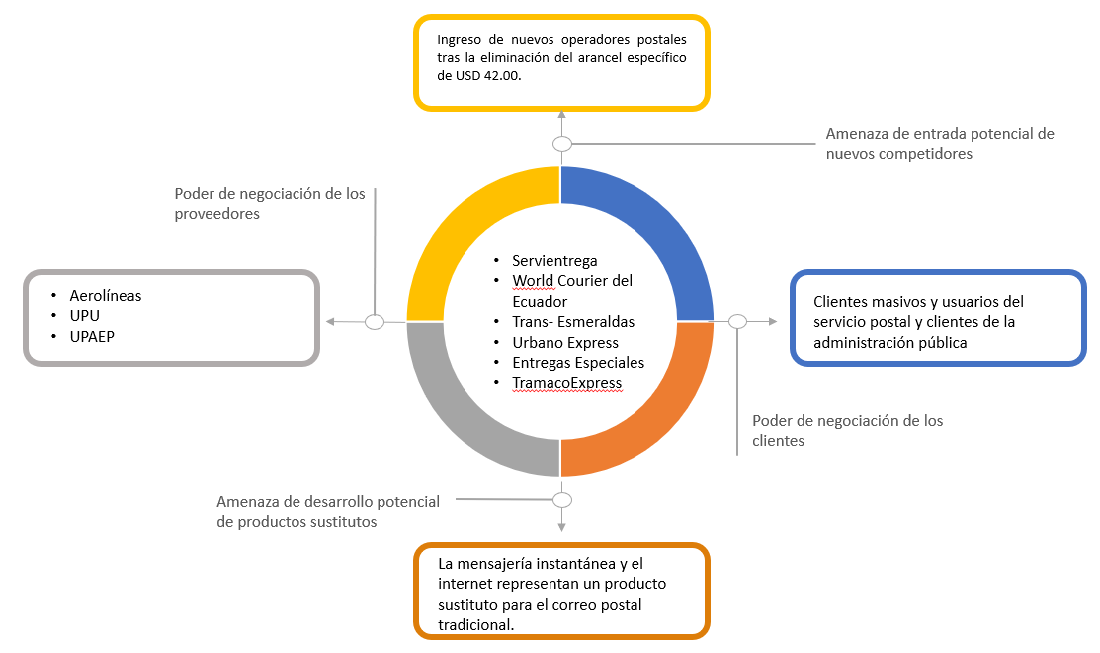 Ingreso de nuevos operadores postales
tras la eliminación del arancel específico
de USD 42.00.
Amenaza de entrada potencial de
nuevos competidores
Poder de negociación de los
proveedores
• Aerolíneas
• UPU
• UPAEP
• Servientrega
• World Courier del
Ecuador
• Trans- Esmeraldas
• Urbano Express
• Entregas Especiales
• TramacoExpress
Clientes masivos y usuarios del
servicio postal y clientes de la
administración pública
Poder de negociación de los
clientes
Amenaza de desarrollo potencial
de productos sustitutos
La mensajería instantánea y el
internet representan un producto
sustituto para el correo postal
tradicional.